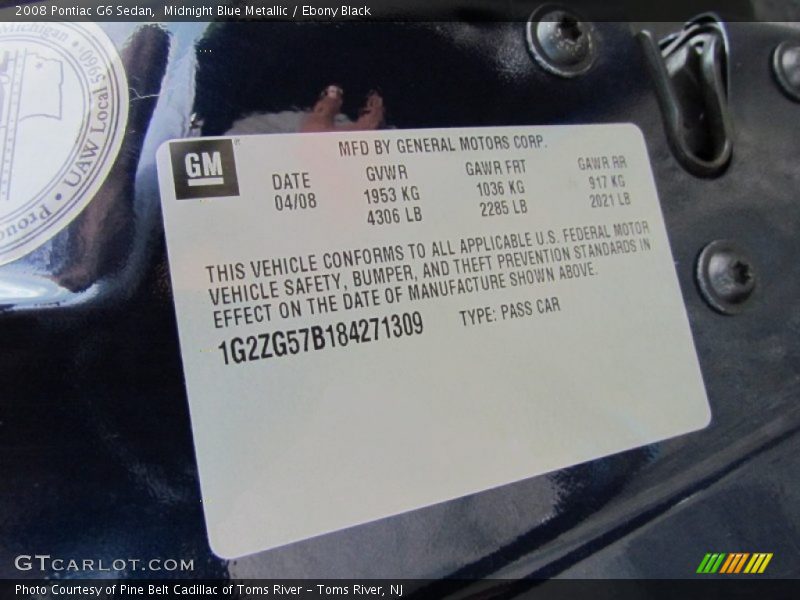 2008 Pontiac G6 Sedan,  Midnight Blue Metallic / Ebony Black
Michigan • UAW Local 5960
Proud
GM
MFD BY GENERAL MOTORS CORP.
DATE GVWR GAWR FRT GAWR RR
04/08 1953 KG 1036 KG 917 KG
4306 LB 2285 LB 2021 LB
THIS VEHICLE CONFORMS TO ALL APPLICABLE U.S. FEDERAL MOTOR
VEHICLE SAFETY, BUMPER, AND THEFT PREVENTION STANDARDS IN
EFFECT ON THE DATE OF MANUFACTURE SHOWN ABOVE.
1G2ZG57B184271309 TYPE: PASS CAR
GTCARLOT.COM
Photo Courtesy of Pine Belt Cadillac of Toms River – Toms River, NJ